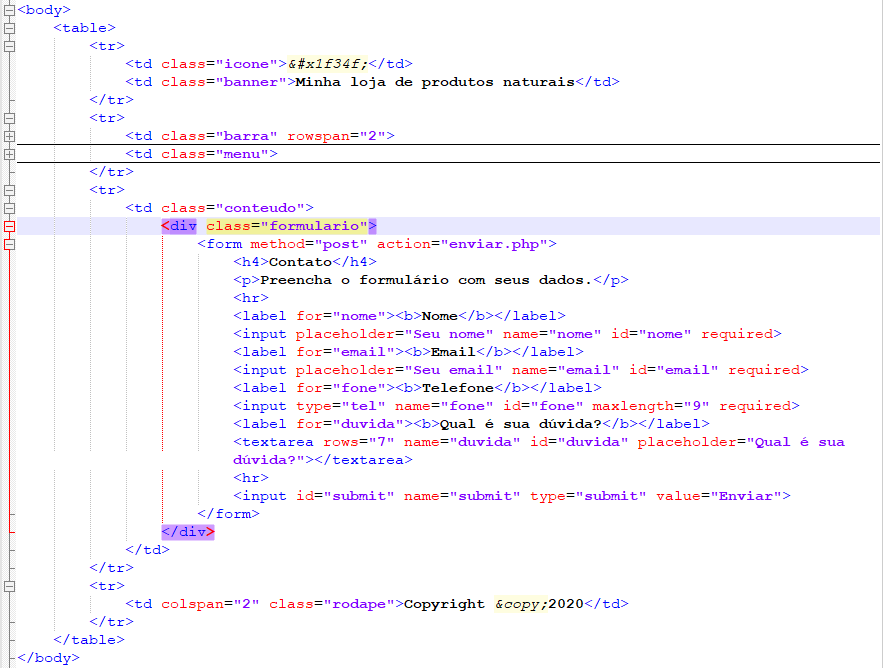 <body>
<table>
<tr>
<td class="icone">&#x1f34f;</td>
<td class="banner">Minha loja de produtos naturais</td>
</tr>
<tr>
<td class="barra" rowspan="2">
<td class="menu">
</tr>
<tr>
<td class="conteudo">
<div class="formulario">
<form method="post" action="enviar.php">
<h4>Contato</h4>
<p>Preencha o formulário com seus dados.</p>
<hr>
<label for="nome"><b>Nome</b></label>
<input placeholder="Seu nome" name="nome" id="nome" required>
<label for="email"><b>Email</b></label>
<input placeholder="Seu email" name="email" id="email" required>
<label for="fone"><b>Telefone</b></label>
<input type="tel" name="fone" id="fone" maxlength="9" required>
<label for="duvida"><b>Qual é sua dúvida?</b></label>
<textarea rows="7" name="duvida" id="duvida" placeholder="Qual é sua
dúvida?"></textarea>
<hr>
<input id="submit" name="submit" type="submit" value="Enviar">
</form>
</div>
</td>
</tr>
<tr>
<td colspan="2" class="rodape">Copyright &copy;2020</td>
</tr>
</table>
</body>